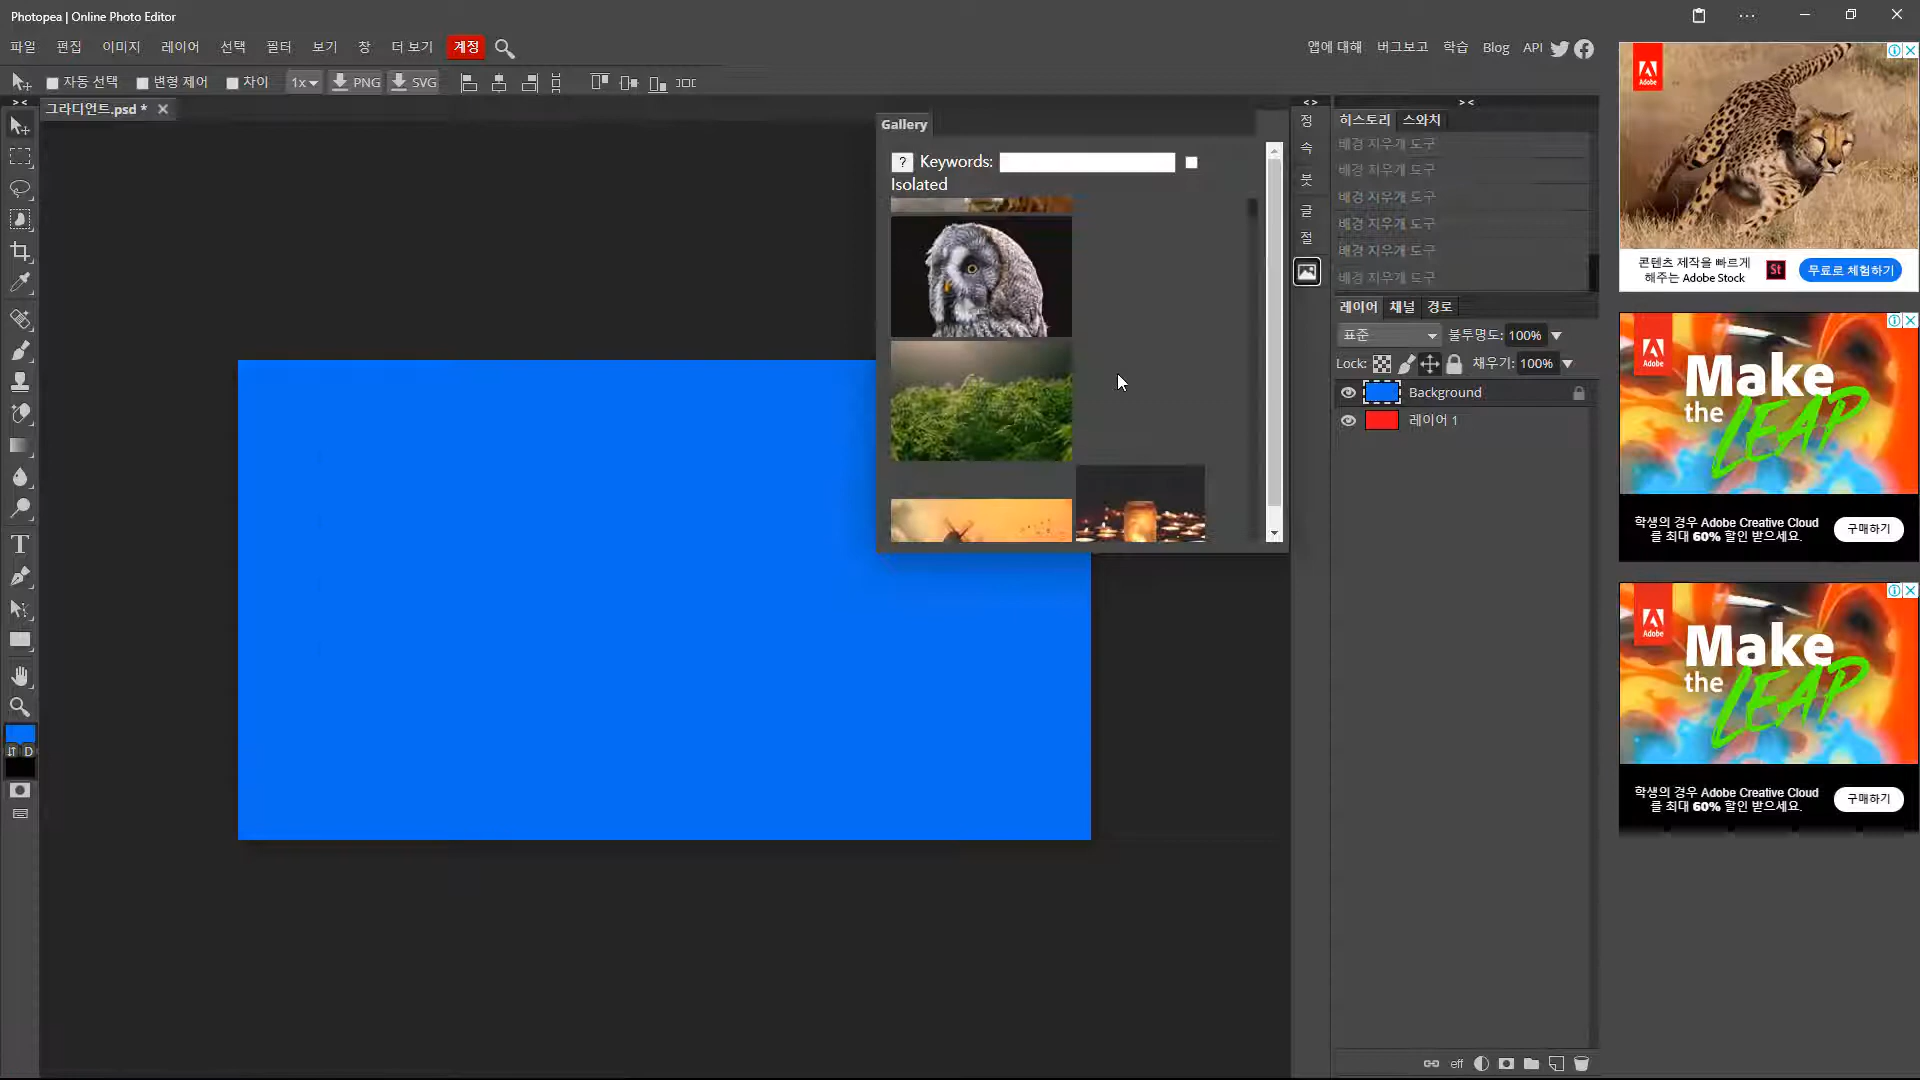 Photopea | Online Photo Editor
파일 편집 이미지 레이어 선택 필터 보기 창 더 보기 계정
앱에 대해 버그보고 학습 Blog API
자동 선택 변형 제어 차이 1x PNG SVG
> <
그라디언트.psd *
Gallery
? Keywords:
Isolated
< >
정
속
붓
글
절
> <
히스토리 스와치
배경 지우개 도구
배경 지우개 도구
배경 지우개 도구
배경 지우개 도구
배경 지우개 도구
배경 지우개 도구
레이어 채널 경로
표준 불투명도: 100%
Lock: 채우기: 100%
Background
레이어 1
eff
T
D
Adobe
콘텐츠 제작을 빠르게
해주는 Adobe Stock
St
무료로 체험하기
Adobe
Make
the LEAP
학생의 경우 Adobe Creative Cloud
를 최대 60% 할인 받으세요.
구매하기
Adobe
Make
the LEAP
학생의 경우 Adobe Creative Cloud
를 최대 60% 할인 받으세요.
구매하기